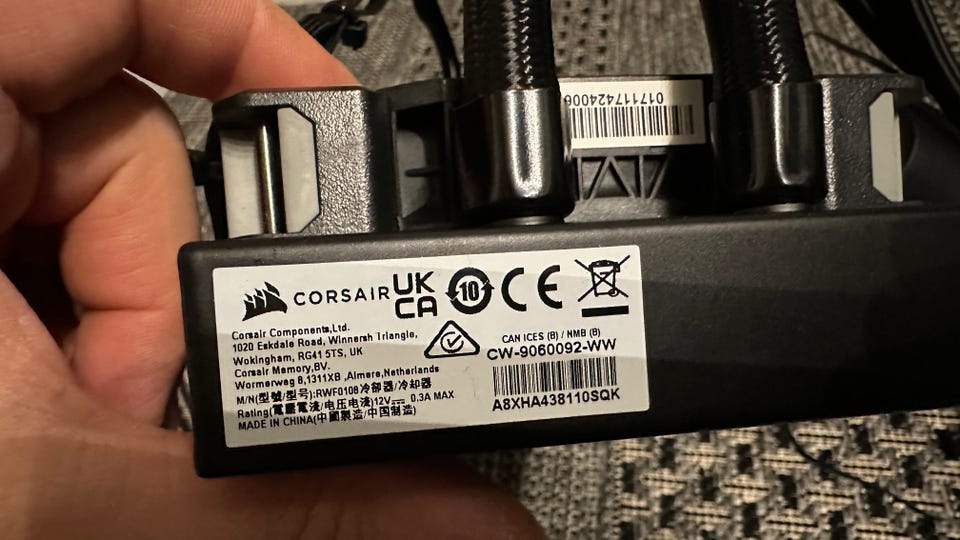 0171117424006
CORSAIR
UK
CA
10
CE
Corsair Components,Ltd.
1020 Eskdale Road, Winnersh Triangle,
Wokingham, RG41 5TS, UK
Corsair Memory,BV.
Wormerweg 8,1311XB ,Almere,Netherlands
M/N(型號/型号):RWF0108 冷卻器/冷却器
Rating(電壓電流/电压电流)12V⎓ 0.3A MAX
MADE IN CHINA(中國製造/中国制造)
CAN ICES (B) / NMB (B)
CW-9060092-WW
A8XHA438110SQK